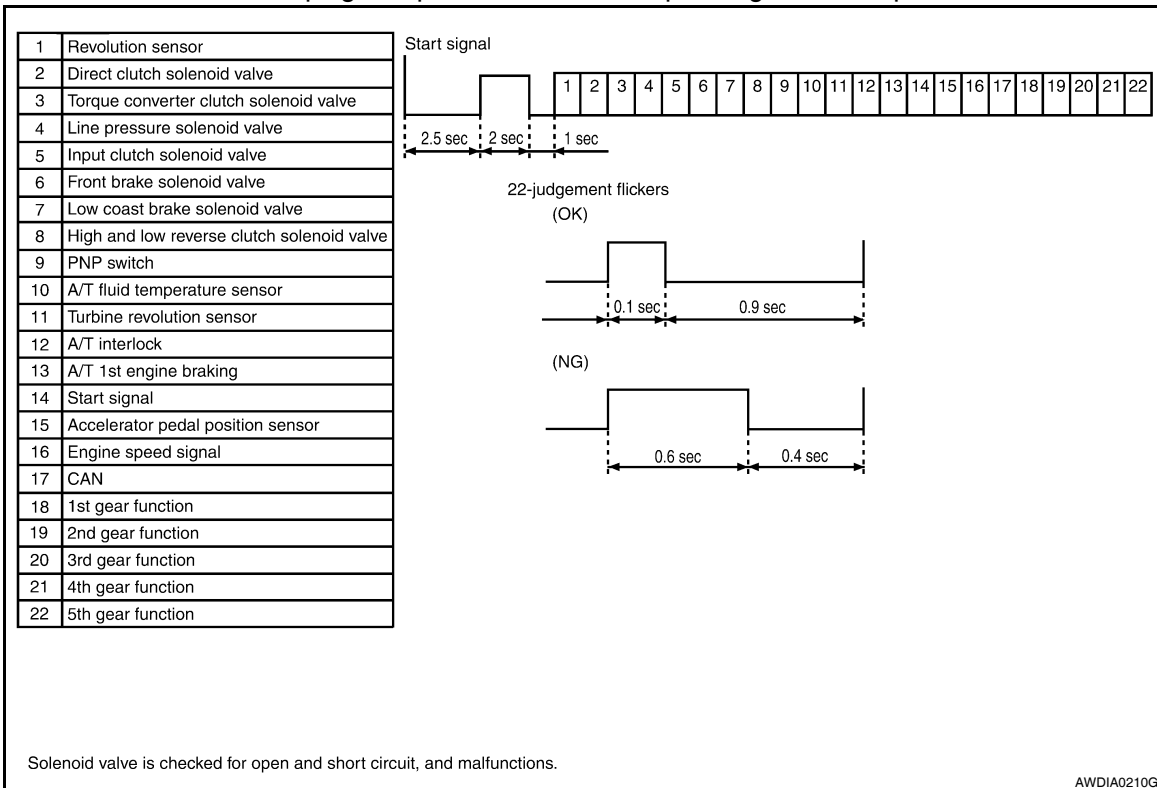 1 Revolution sensor
2 Direct clutch solenoid valve
3 Torque converter clutch solenoid valve
4 Line pressure solenoid valve
5 Input clutch solenoid valve
6 Front brake solenoid valve
7 Low coast brake solenoid valve
8 High and low reverse clutch solenoid valve
9 PNP switch
10 A/T fluid temperature sensor
11 Turbine revolution sensor
12 A/T interlock
13 A/T 1st engine braking
14 Start signal
15 Accelerator pedal position sensor
16 Engine speed signal
17 CAN
18 1st gear function
19 2nd gear function
20 3rd gear function
21 4th gear function
22 5th gear function
Start signal
1 2 3 4 5 6 7 8 9 10 11 12 13 14 15 16 17 18 19 20 21 22
2.5 sec 2 sec 1 sec
22-judgement flickers
(OK)
0.1 sec 0.9 sec
(NG)
0.6 sec 0.4 sec
Solenoid valve is checked for open and short circuit, and malfunctions.
AWDIA0210G